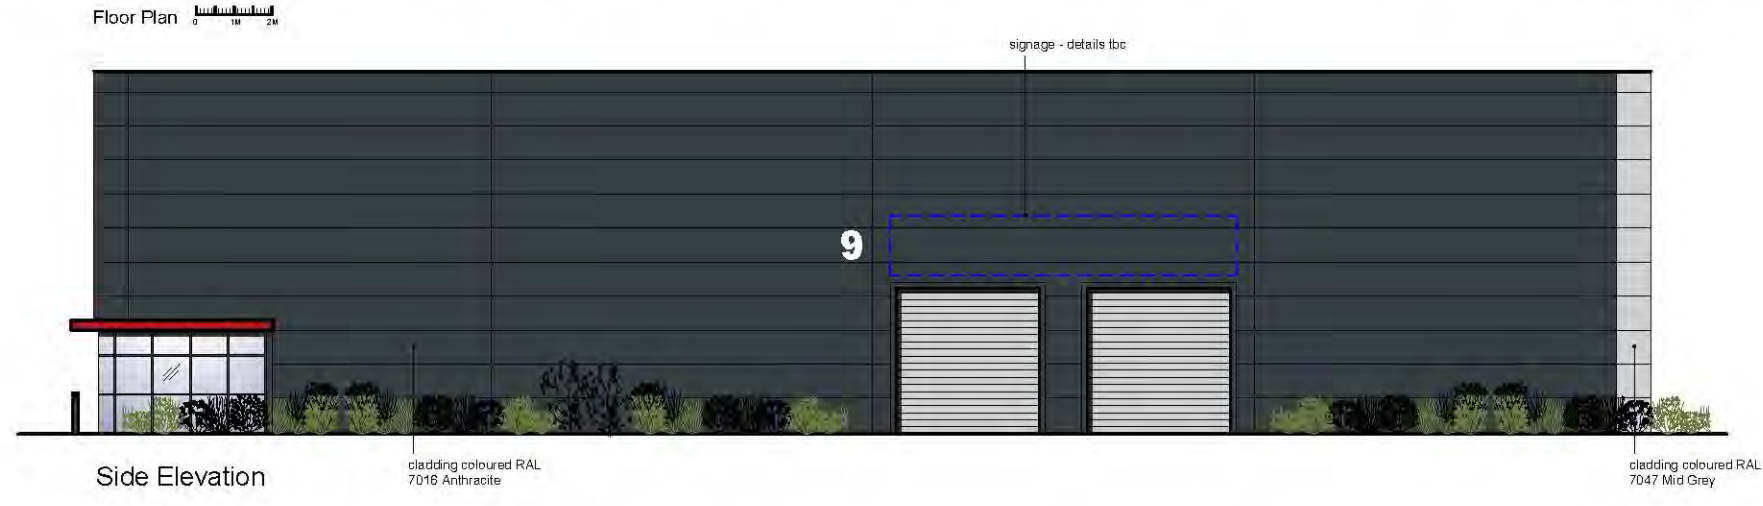 Floor Plan
0 1M 2M
signage - details tbc
9
Side Elevation
cladding coloured RAL
7016 Anthracite
cladding coloured RAL
7047 Mid Grey